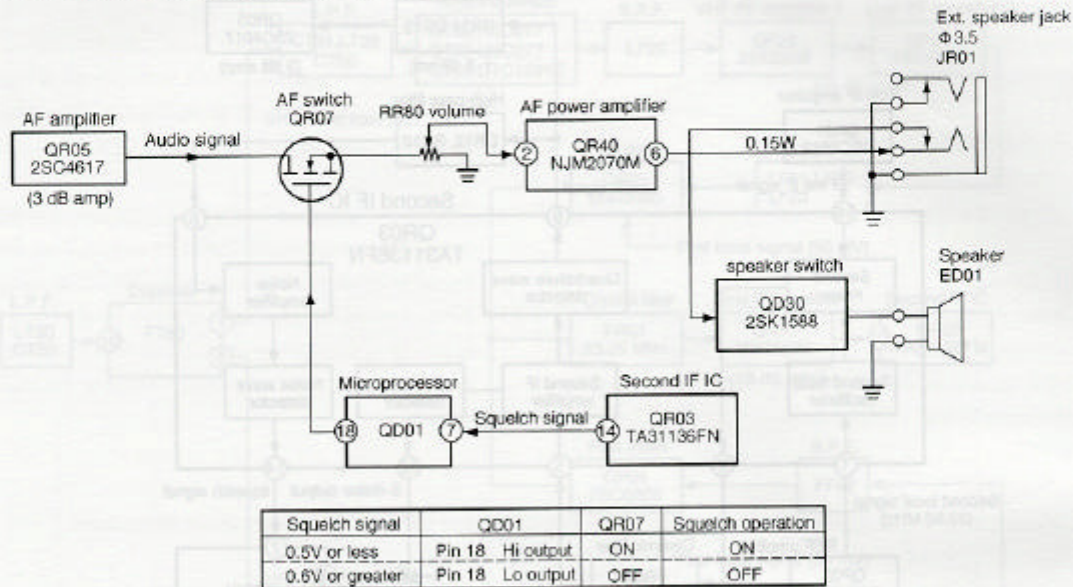 Ext. speaker jack
Φ3.5
JR01
AF switch
QR07
RR80 volume
AF power amplifier
AF amplifier
QR05
2SC4617
(3 dB amp)
Audio signal
2
QR40
NJM2070M
6
0.15W
speaker switch
QD30
2SK1588
Speaker
ED01
Microprocessor
18
QD01
7
Squelch signal
Second IF IC
14
QR03
TA31136FN
Squelch signal QD01 QR07 Squelch operation
0.5V or less Pin 18 Hi output ON ON
0.6V or greater Pin 18 Lo output OFF OFF